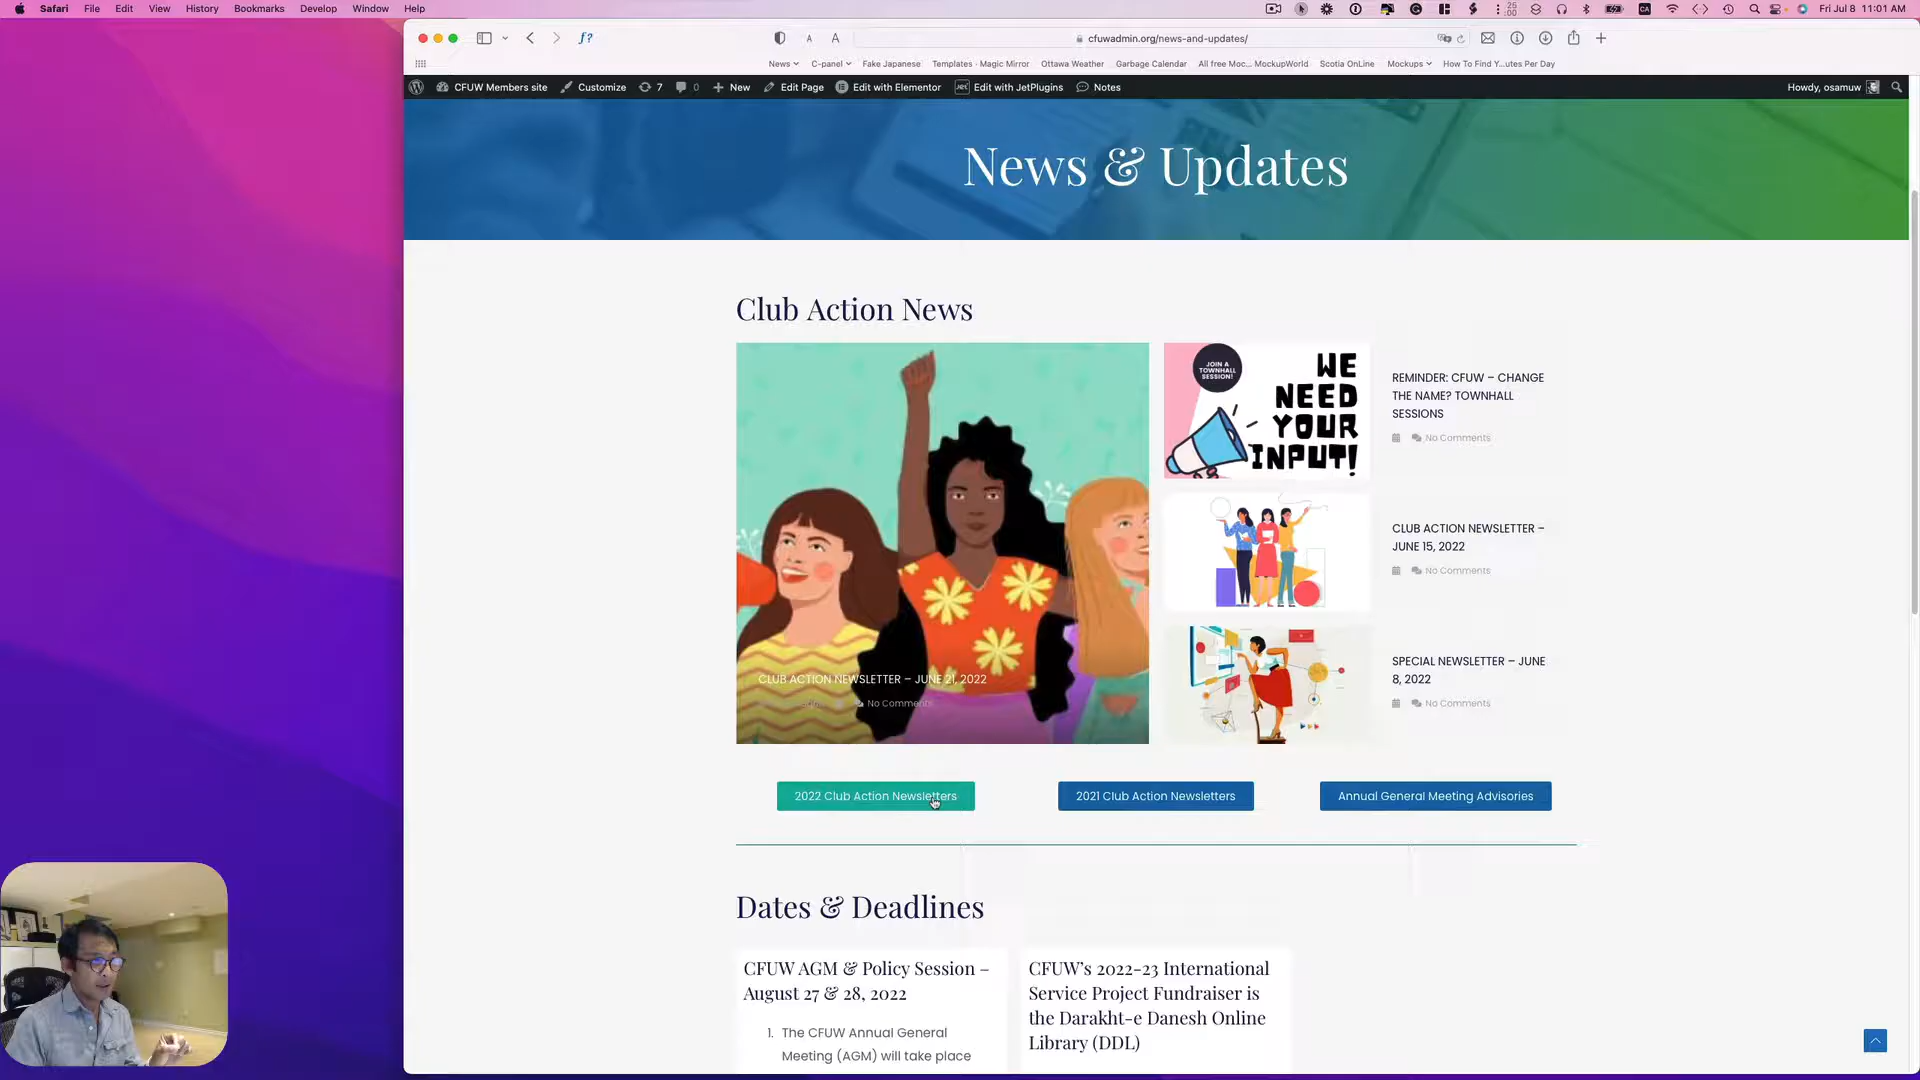 Safari File Edit View History Bookmarks Develop Window Help
25
00
CA
Fri Jul 8 11:01 AM
f?
A A
cfuwadmin.org/news-and-updates/
News C-panel Fake Japanese Templates - Magic Mirror Ottawa Weather Garbage Calendar All free Moc... MockupWorld Scotia OnLine Mockups How To Find Y...utes Per Day
CFUW Members site Customize 7 0 New Edit Page Edit with Elementor Edit with JetPlugins Notes Howdy, osamuw
News & Updates
Club Action News
CLUB ACTION NEWSLETTER – JUNE 21, 2022
No Comments
JOIN A
TOWNHALL
SESSION!
WE
NEED
YOUR
INPUT!
REMINDER: CFUW – CHANGE
THE NAME? TOWNHALL
SESSIONS
No Comments
CLUB ACTION NEWSLETTER –
JUNE 15, 2022
No Comments
SPECIAL NEWSLETTER – JUNE
8, 2022
No Comments
2022 Club Action Newsletters
2021 Club Action Newsletters
Annual General Meeting Advisories
Dates & Deadlines
CFUW AGM & Policy Session –
August 27 & 28, 2022
1. The CFUW Annual General
Meeting (AGM) will take place
CFUW's 2022-23 International
Service Project Fundraiser is
the Darakht-e Danesh Online
Library (DDL)